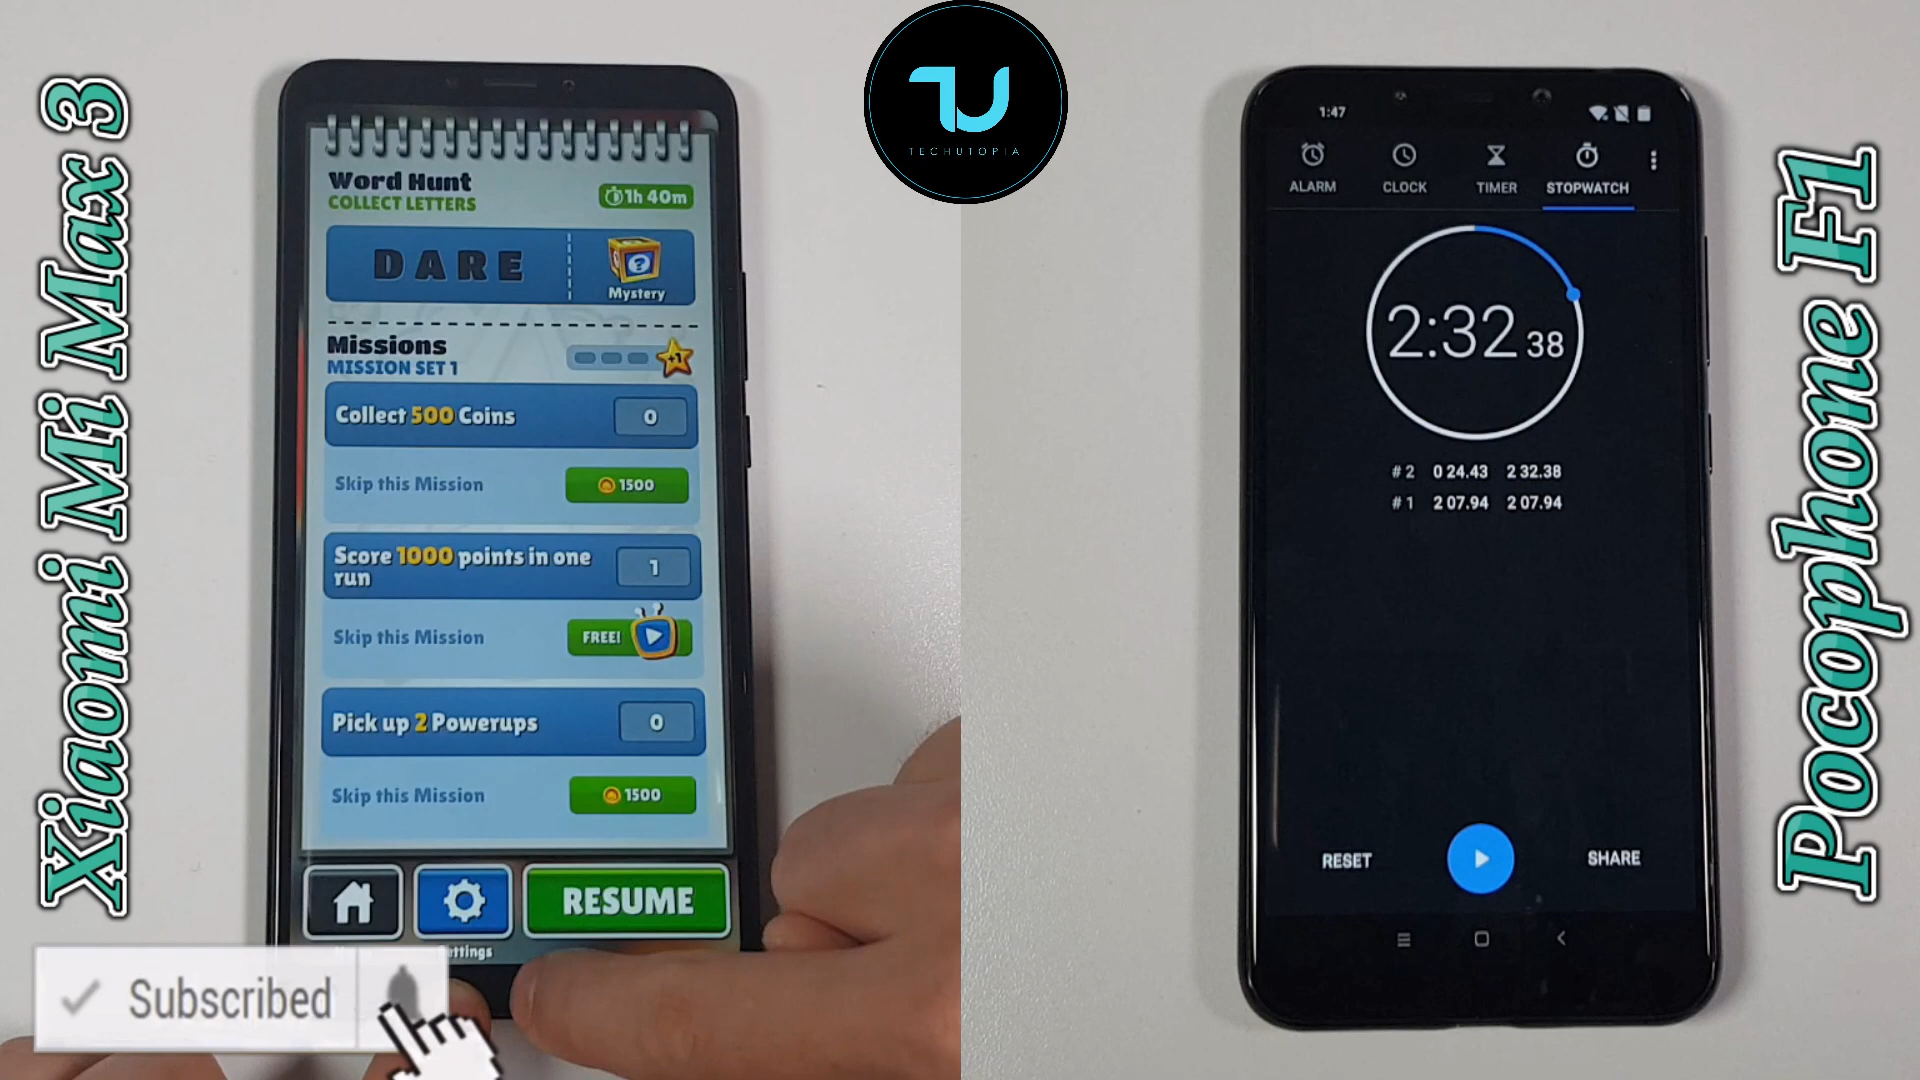 Xiaomi Mi Max 3
Word Hunt
COLLECT LETTERS
1h 40m
DARE
?
Mystery
Missions
MISSION SET 1
+1
Collect 500 Coins
0
Skip this Mission
1500
Score 1000 points in one
run
1
Skip this Mission
FREE!
Pick up 2 Powerups
0
Skip this Mission
1500
RESUME
Subscribed
TECHUTOPIA
1:47
ALARM
CLOCK
TIMER
STOPWATCH
2:32 38
# 2 0 24.43 2 32.38
# 1 2 07.94 2 07.94
RESET
SHARE
Pocophone F1